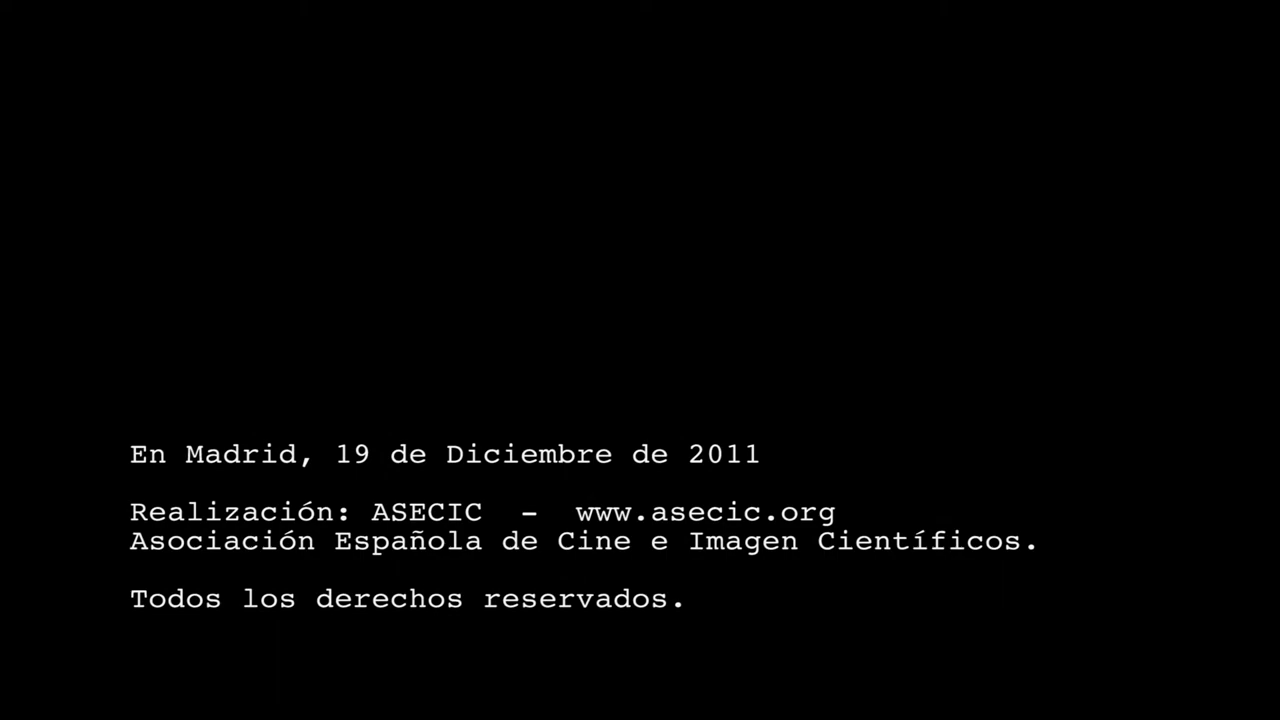 En Madrid, 19 de Diciembre de 2011
Realización: ASECIC - www.asecic.org
Asociación Española de Cine e Imagen Científicos.
Todos los derechos reservados.